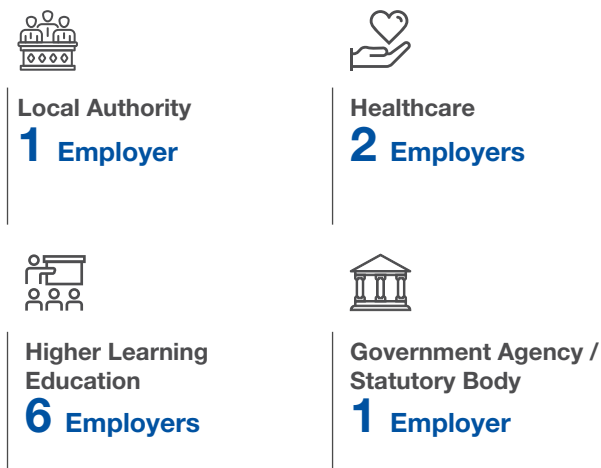 Local Authority
1 Employer
Healthcare
2 Employers
Higher Learning
Education
6 Employers
Government Agency /
Statutory Body
1 Employer